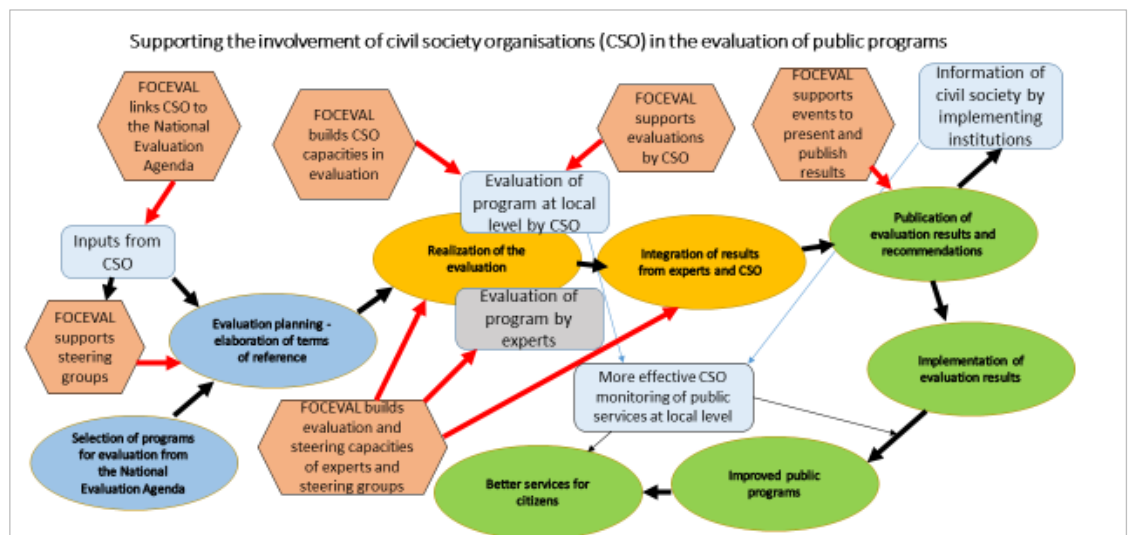 Supporting the involvement of civil society organisations (CSO) in the evaluation of public programs
FOCEVAL
links CSO to
the National
Evaluation
Agenda
FOCEVAL
builds CSO
capacities in
evaluation
FOCEVAL
supports
evaluations
by CSO
FOCEVAL
supports
events to
present and
publish
results
Information of
civil society by
implementing
institutions
Inputs from
CSO
Evaluation of
program at local
level by CSO
Realization of the
evaluation
Integration of results
from experts and CSO
Publication of
evaluation results and
recommendations
FOCEVAL
supports
steering
groups
Evaluation planning -
elaboration of terms
of reference
Evaluation of
program by
experts
More effective CSO
monitoring of public
services at local level
Implementation of
evaluation results
Selection of programs
for evaluation from
the National
Evaluation Agenda
FOCEVAL builds
evaluation and
steering capacities
of experts and
steering groups
Better services for
citizens
Improved public
programs